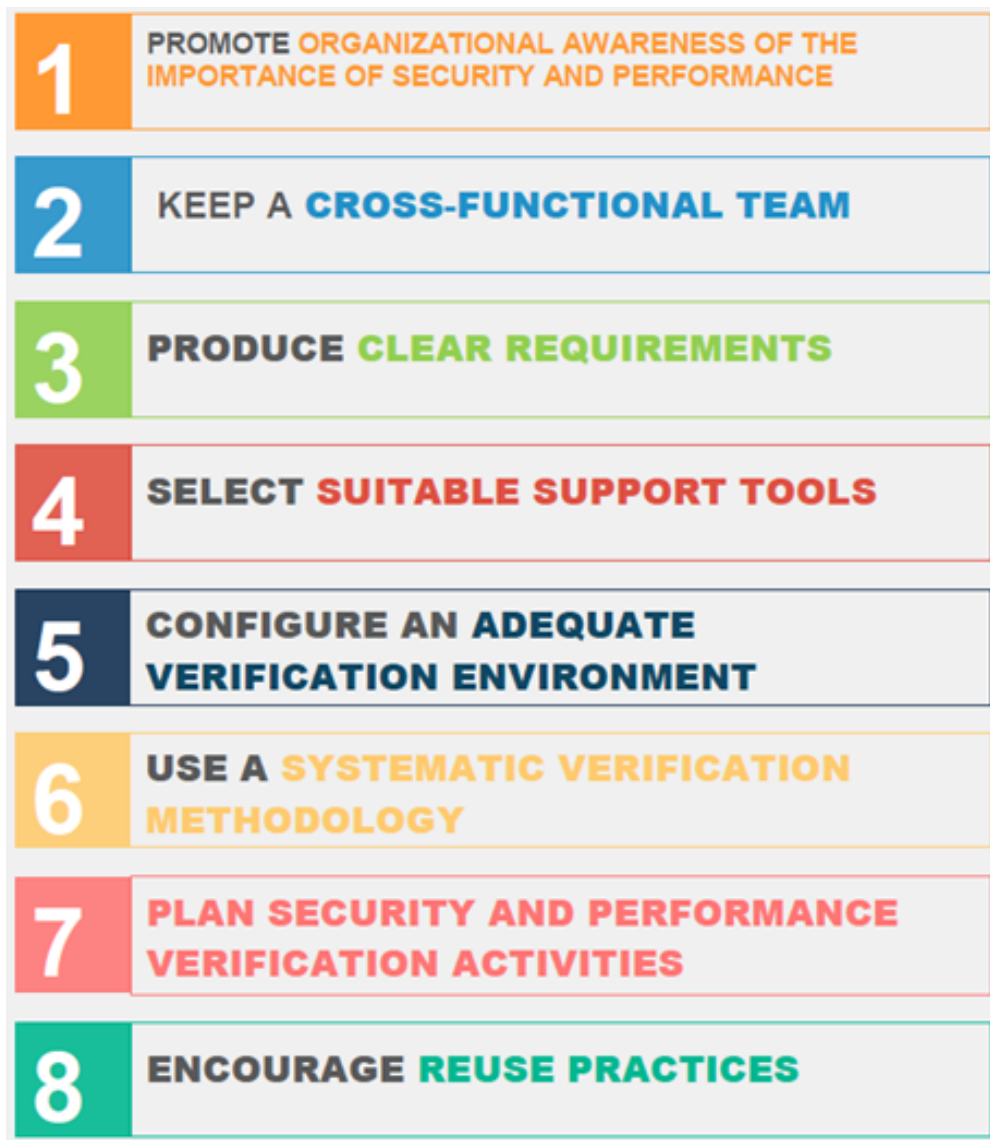 1
PROMOTE ORGANIZATIONAL AWARENESS OF THE
IMPORTANCE OF SECURITY AND PERFORMANCE
2
KEEP A CROSS-FUNCTIONAL TEAM
3
PRODUCE CLEAR REQUIREMENTS
4
SELECT SUITABLE SUPPORT TOOLS
5
CONFIGURE AN ADEQUATE
VERIFICATION ENVIRONMENT
6
USE A SYSTEMATIC VERIFICATION
METHODOLOGY
7
PLAN SECURITY AND PERFORMANCE
VERIFICATION ACTIVITIES
8
ENCOURAGE REUSE PRACTICES